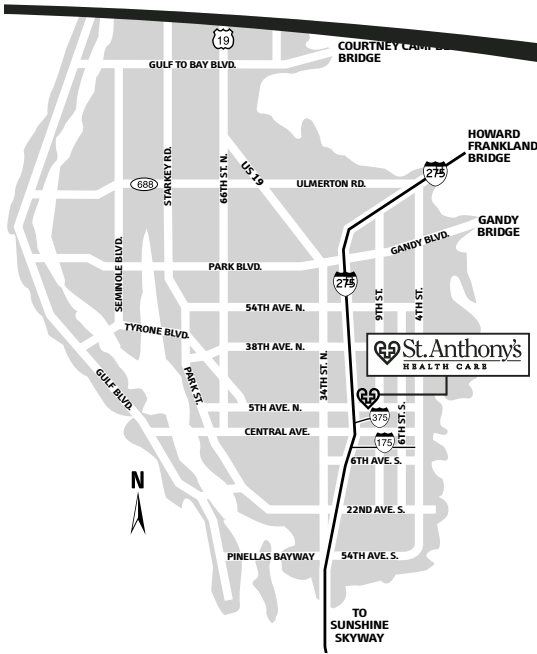 19
COURTNEY CAMPBE
BRIDGE
GULF TO BAY BLVD.
HOWARD
FRANKLAND
BRIDGE
275
688
STARKEY RD.
66TH ST. N.
US 19
ULMERTON RD.
GANDY
BRIDGE
GANDY BLVD.
SEMINOLE BLVD.
PARK BLVD.
275
9TH ST.
4TH ST.
54TH AVE. N.
TYRONE BLVD.
38TH AVE. N.
St. Anthony's
HEALTH CARE
34TH ST. N.
PARK ST.
GULF BLVD.
5TH AVE. N.
375
6TH ST. S.
CENTRAL AVE.
175
6TH AVE. S.
N
22ND AVE. S.
PINELLAS BAYWAY
54TH AVE. S.
TO
SUNSHINE
SKYWAY